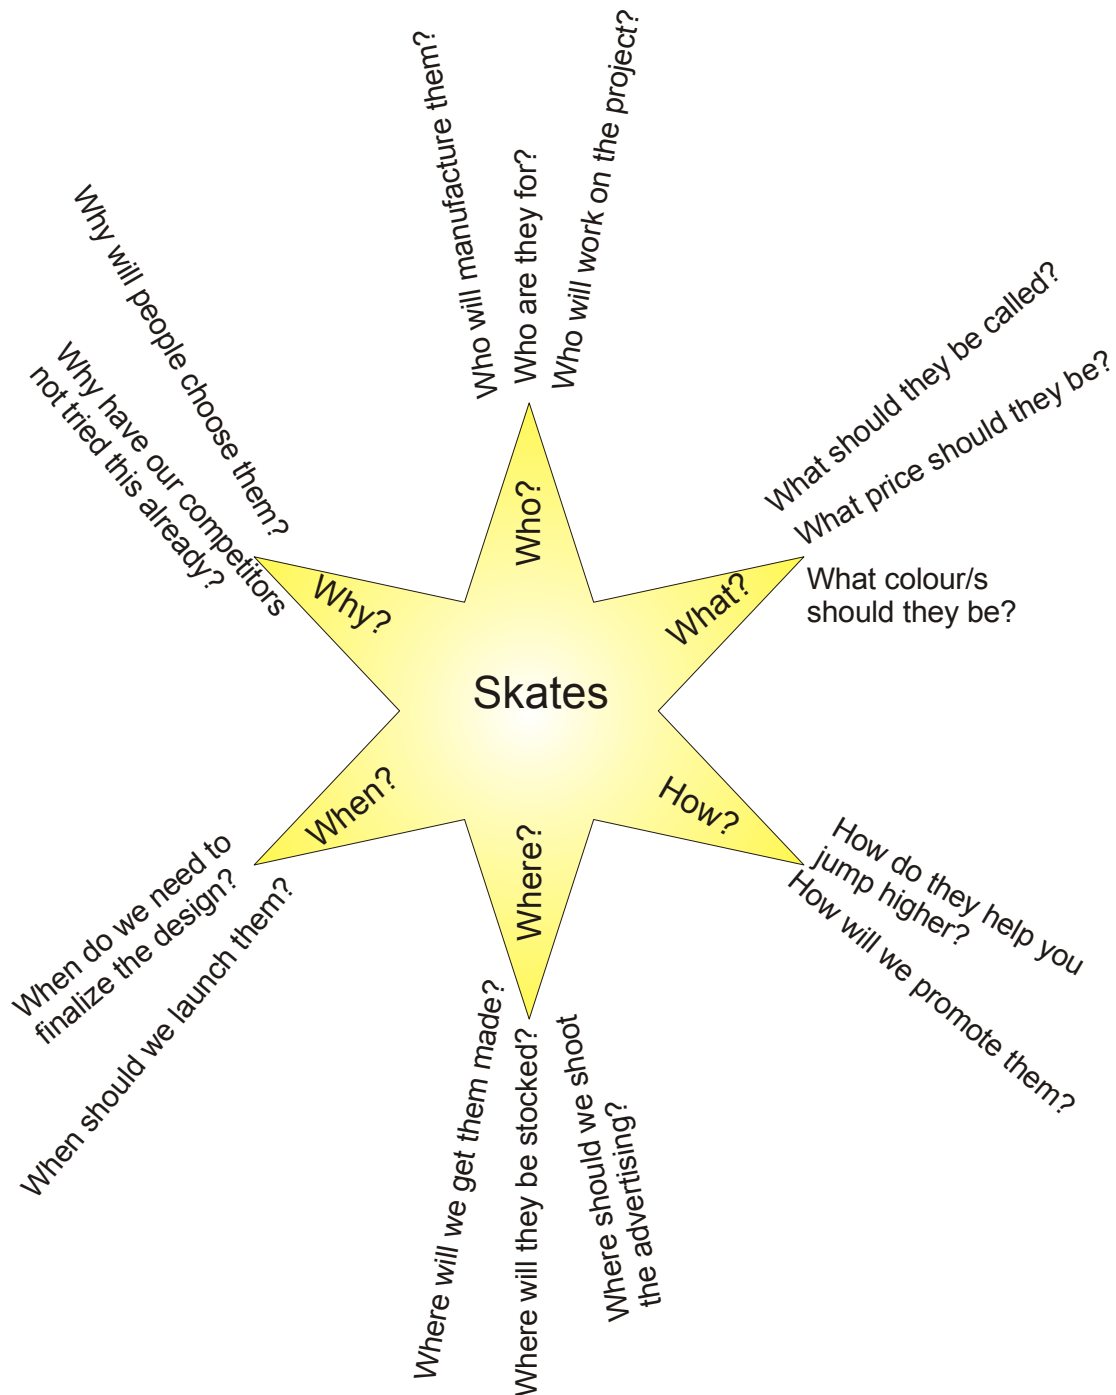 Who will manufacture them?
Who are they for?
Who will work on the project?
Why will people choose them?
Why have our competitors
not tried this already?
What should they be called?
What price should they be?
What colour/s
should they be?
Who?
Why?
What?
Skates
When?
How?
Where?
When do we need to
finalize the design?
When should we launch them?
How do they help you
jump higher?
How will we promote them?
Where will we get them made?
Where will they be stocked?
Where should we shoot
the advertising?